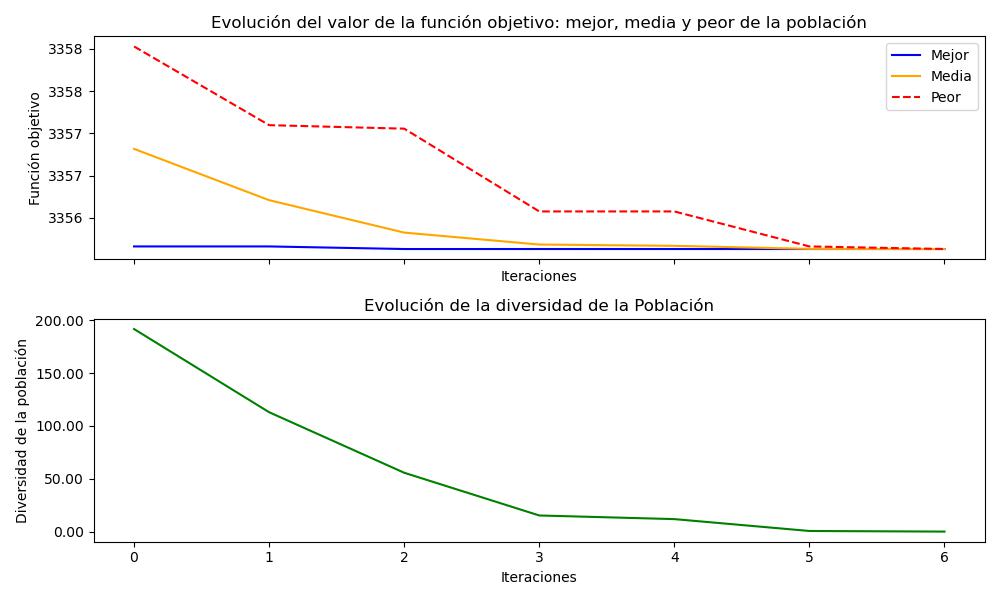 Evolución del valor de la función objetivo: mejor, media y peor de la población
Función objetivo
3358
3358
3357
3357
3356
Mejor
Media
Peor
Iteraciones
Evolución de la diversidad de la Población
Diversidad de la población
200.00
150.00
100.00
50.00
0.00
0 1 2 3 4 5 6
Iteraciones